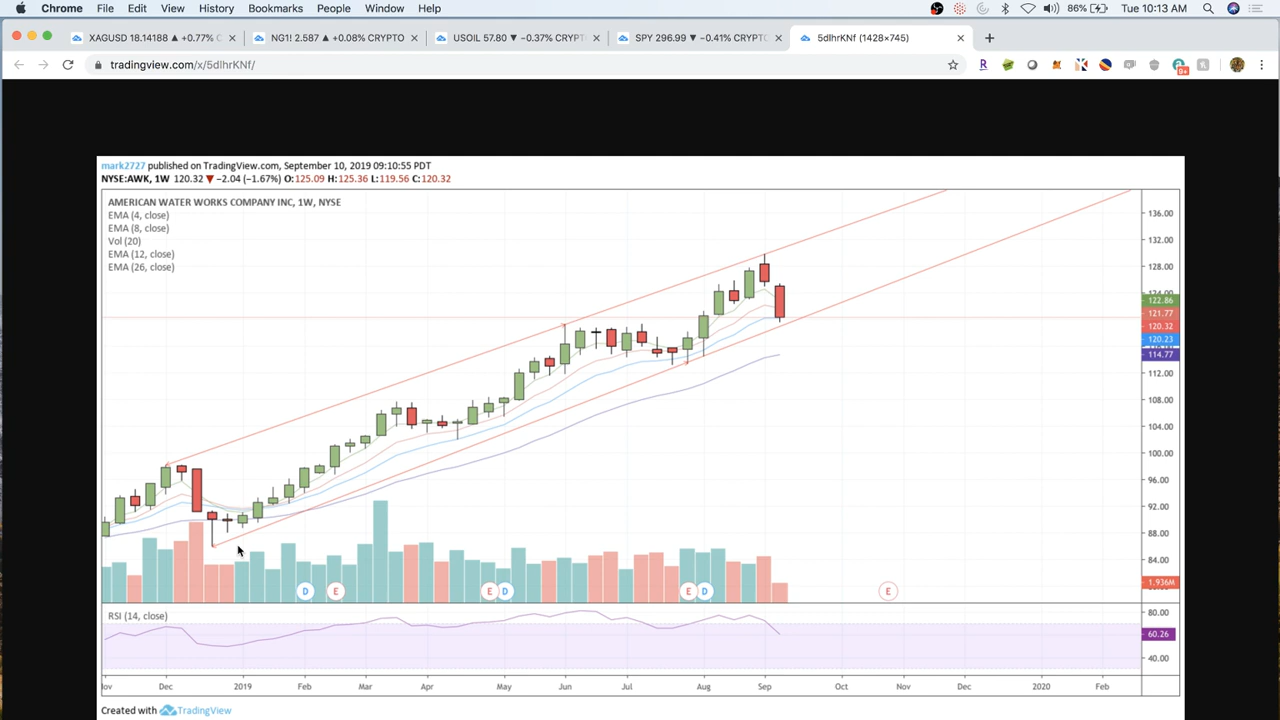 Chrome File Edit View History Bookmarks People Window Help 86% Tue 10:13 AM
XAGUSD 18.14188 ▲ +0.77% C × NG1! 2.587 ▲ +0.08% CRYPTO × USOIL 57.80 ▼ −0.37% CRYPT × SPY 296.99 ▼ −0.41% CRYPTO × 5dIhrKNf (1428×745) × +
tradingview.com/x/5dIhrKNf/
9+
mark2727 published on TradingView.com, September 10, 2019 09:10:55 PDT
NYSE:AWK, 1W 120.32 ▼ −2.04 (−1.67%) O:125.09 H:125.36 L:119.56 C:120.32
AMERICAN WATER WORKS COMPANY INC, 1W, NYSE
EMA (4, close)
EMA (8, close)
Vol (20)
EMA (12, close)
EMA (26, close)
136.00
132.00
128.00
124.00
122.86
121.77
120.32
120.23
114.77
112.00
108.00
104.00
100.00
96.00
92.00
88.00
84.00
1.936M
D E E D E D E
RSI (14, close)
80.00
60.26
40.00
Nov Dec 2019 Feb Mar Apr May Jun Jul Aug Sep Oct Nov Dec 2020 Feb
Created with TradingView